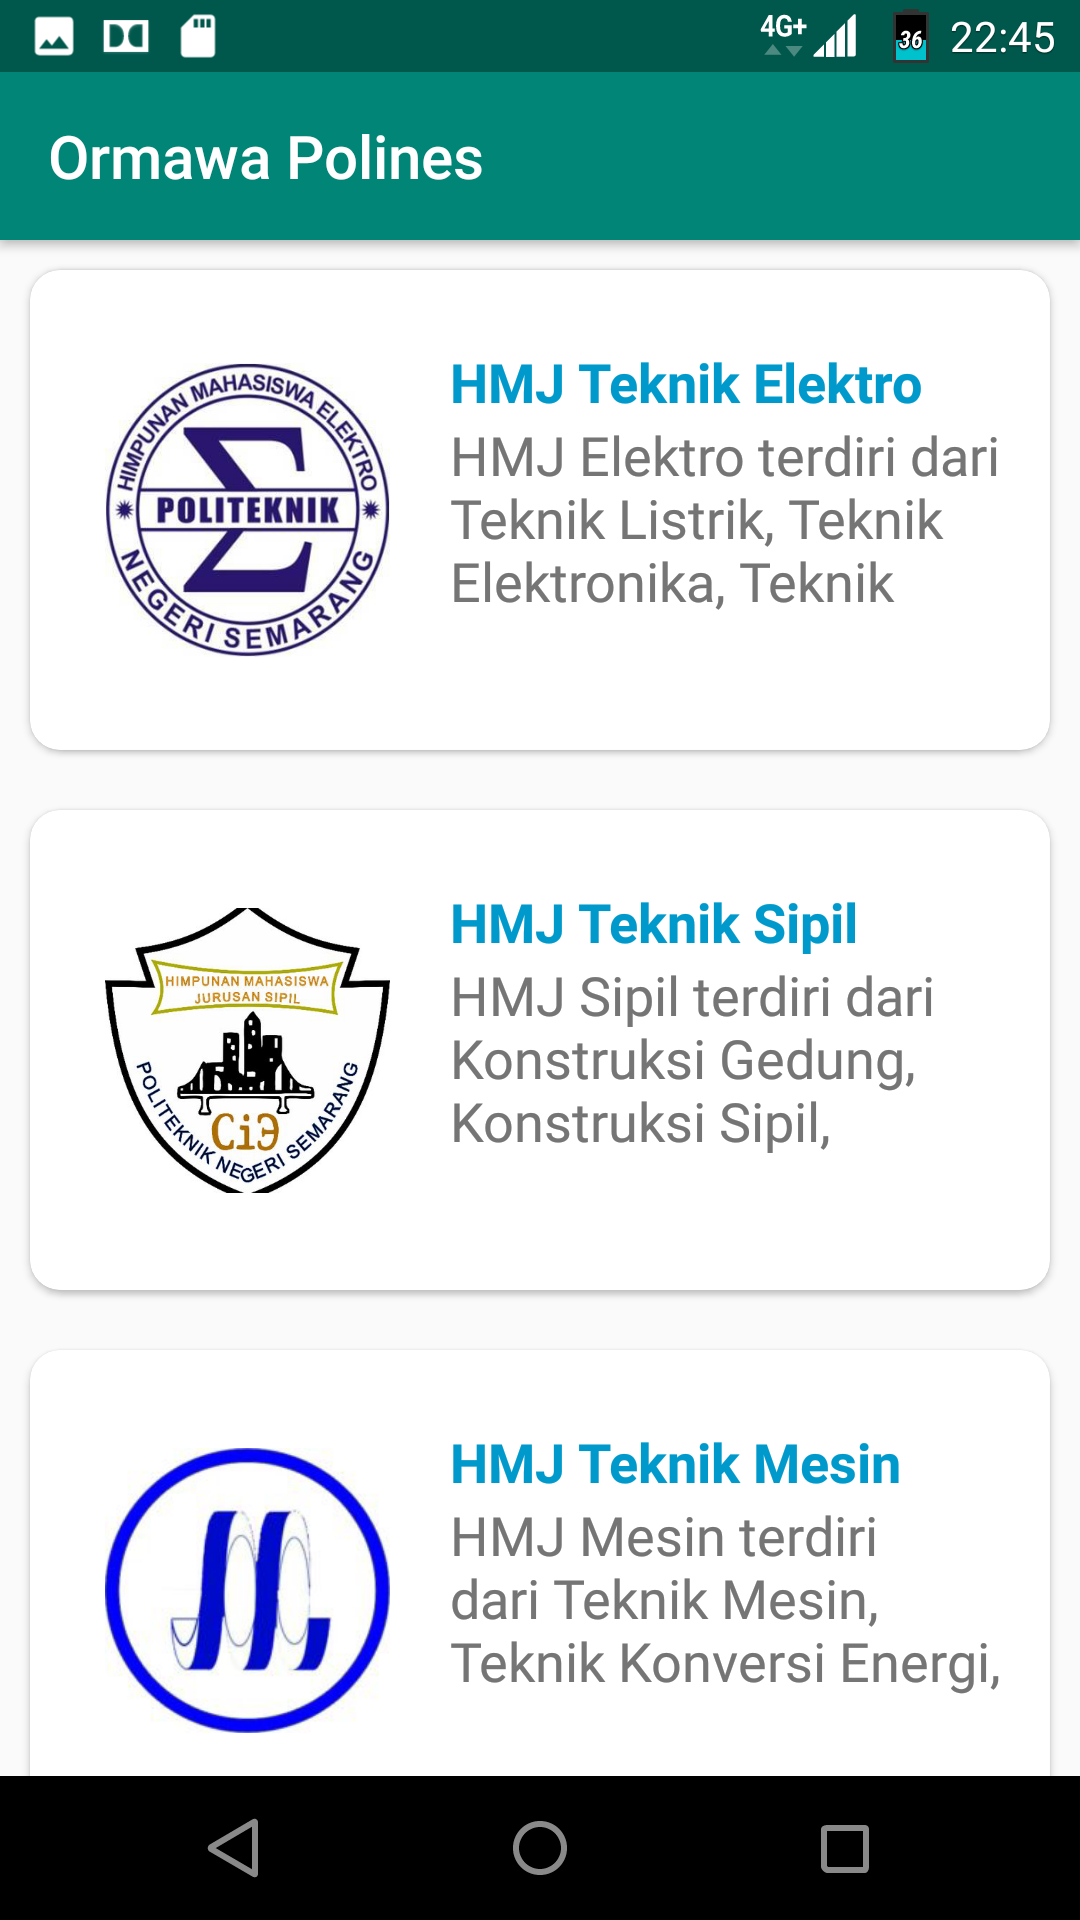 4G+ 36 22:45
Ormawa Polines
HIMPUNAN MAHASISWA ELEKTRO
POLITEKNIK
NEGERI SEMARANG
HMJ Teknik Elektro
HMJ Elektro terdiri dari
Teknik Listrik, Teknik
Elektronika, Teknik
HIMPUNAN MAHASISWA
JURUSAN SIPIL
POLITEKNIK NEGERI SEMARANG
HMJ Teknik Sipil
HMJ Sipil terdiri dari
Konstruksi Gedung,
Konstruksi Sipil,
HMJ Teknik Mesin
HMJ Mesin terdiri
dari Teknik Mesin,
Teknik Konversi Energi,